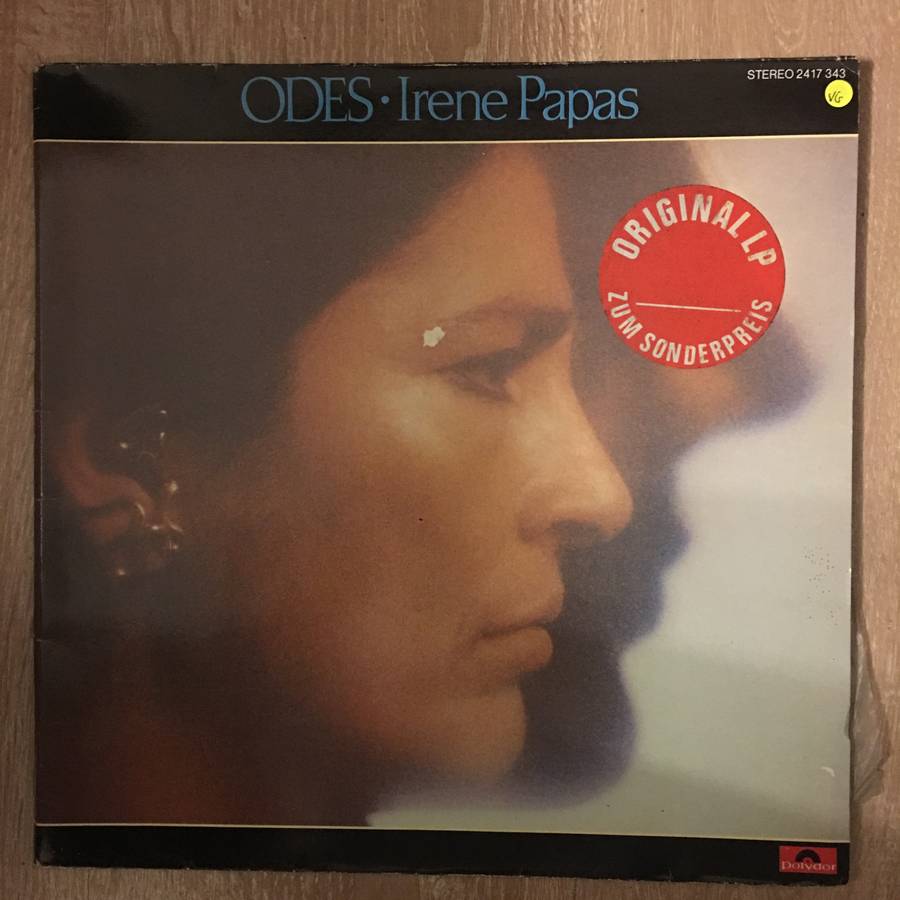 STEREO 2417 343
ODES · Irene Papas
VG
ORIGINAL LP
ZUM SONDERPREIS
polydor